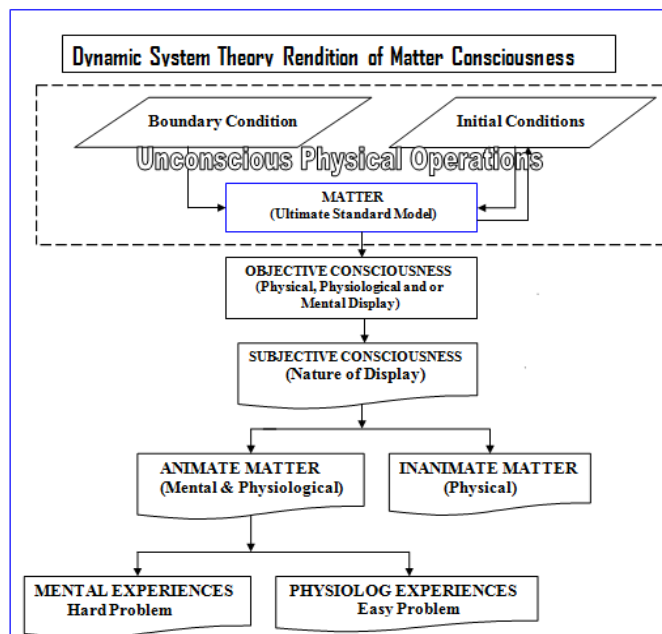 Dynamic System Theory Rendition of Matter Consciousness
Boundary Condition
Initial Conditions
Unconscious Physical Operations
MATTER
(Ultimate Standard Model)
OBJECTIVE CONSCIOUSNESS
(Physical, Physiological and or
Mental Display)
SUBJECTIVE CONSCIOUSNESS
(Nature of Display)
ANIMATE MATTER
(Mental & Physiological)
INANIMATE MATTER
(Physical)
MENTAL EXPERIENCES
Hard Problem
PHYSIOLOG EXPERIENCES
Easy Problem